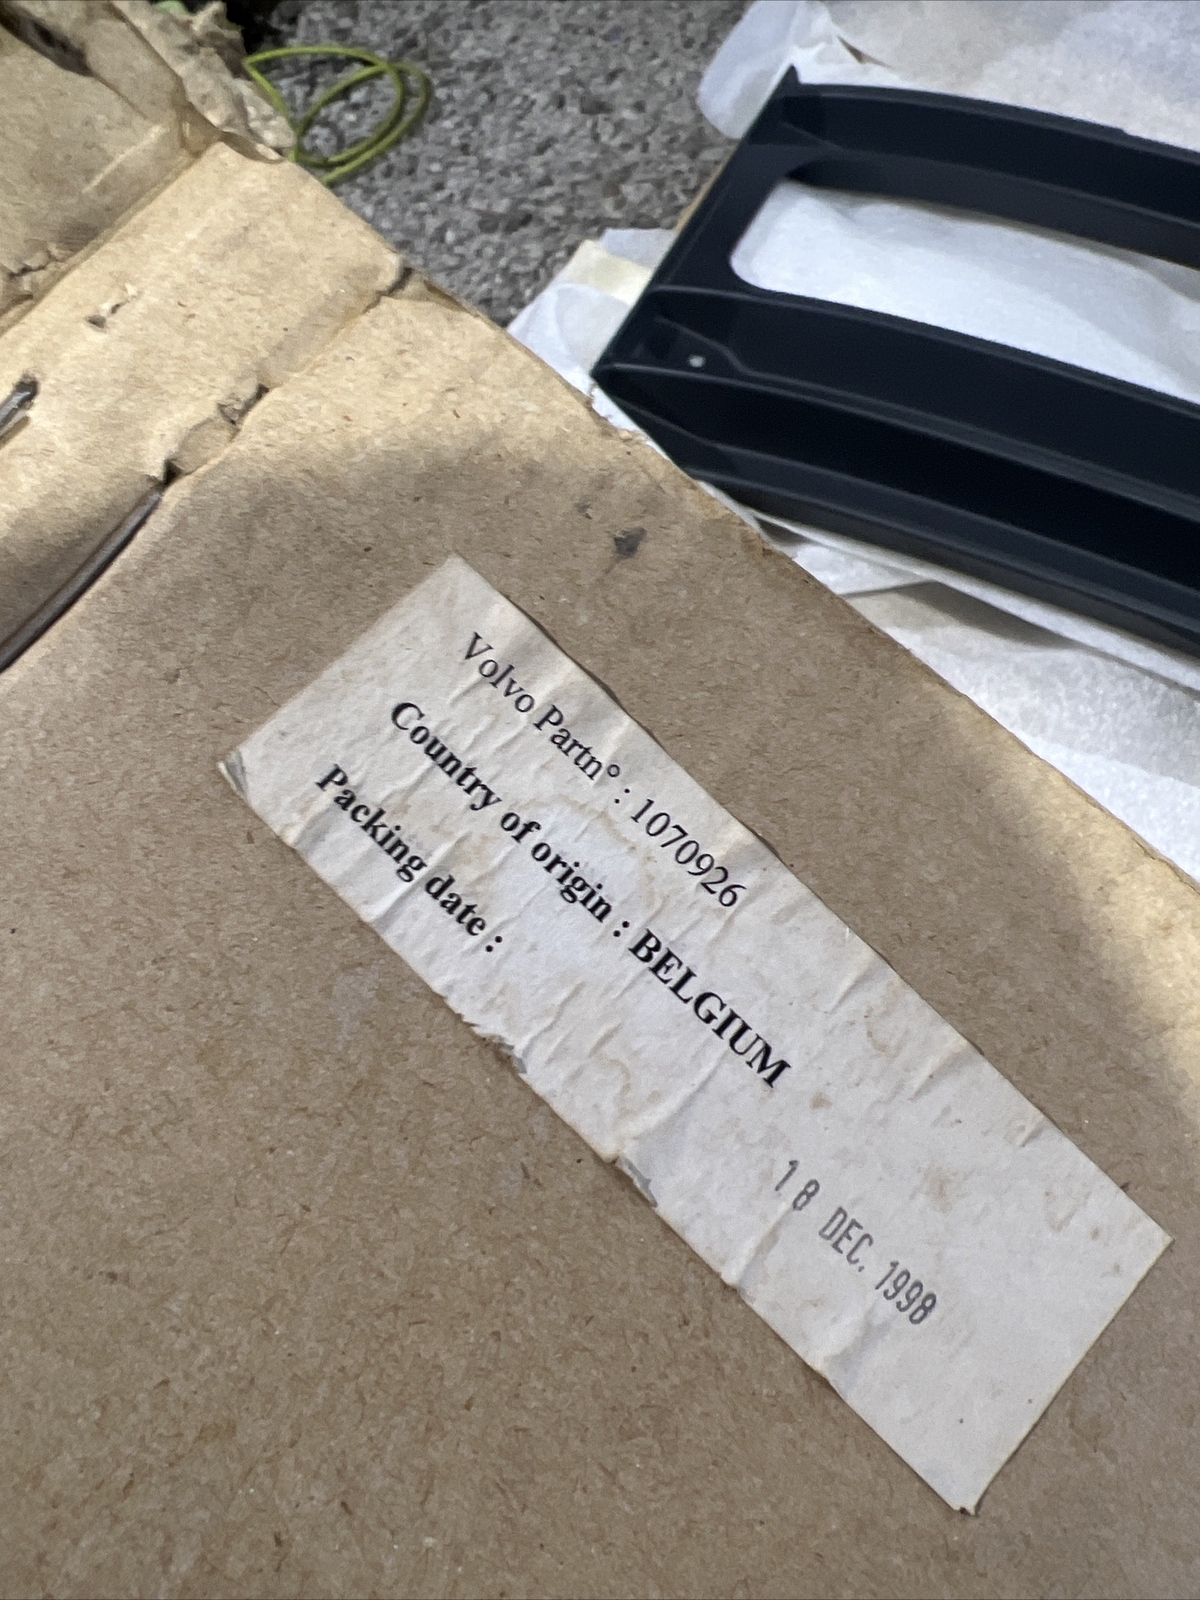 Volvo Partn° : 1070926
Country of origin : BELGIUM
Packing date :
18 DEC. 1998